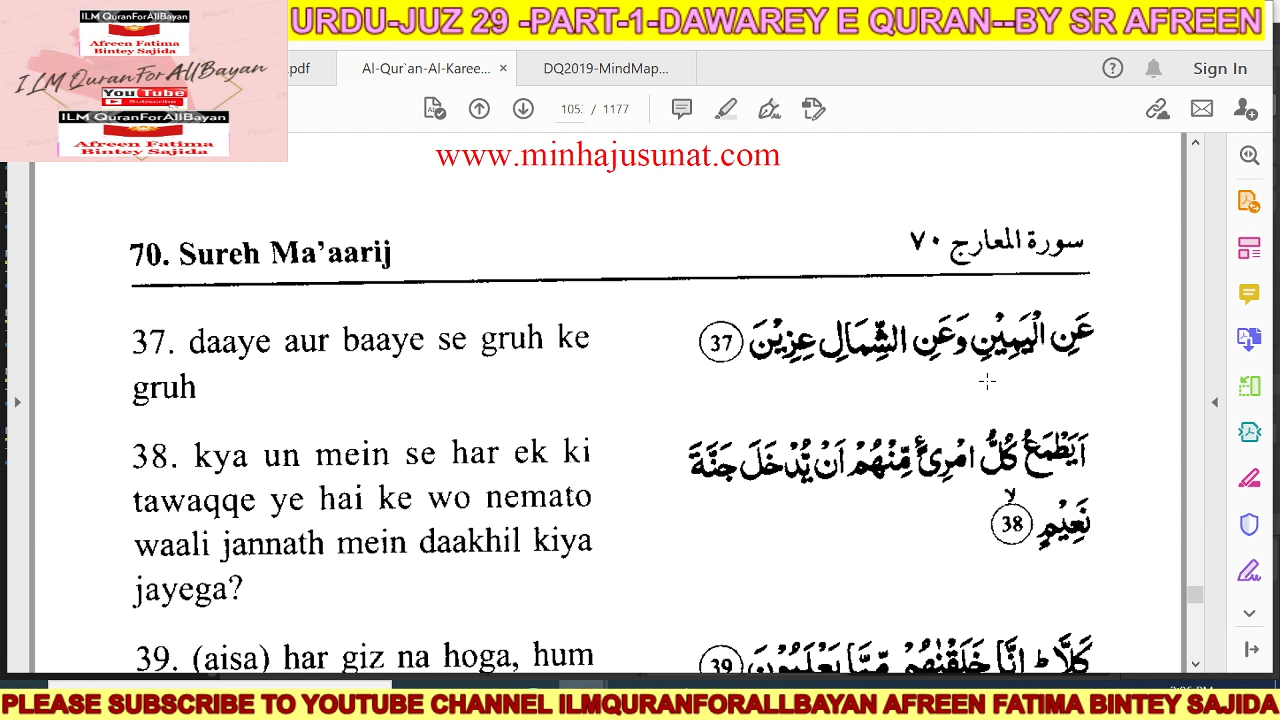 URDU-JUZ 29 -PART-1-DAWAREY E QURAN--BY SR AFREEN
ILM QuranForAllBayan
Afreen Fatima
Bintey Sajida
ILM QuranForAllBayan
YouTube
Subscribe
ILM QuranForAllBayan
Afreen Fatima
Bintey Sajida
.pdf
Al-Qur`an-Al-Karee... ×
DQ2019-MindMap...
Sign In
105. / 1177
www.minhajusunat.com
70. Sureh Ma'aarij
سورة المعارج ٧٠
37. daaye aur baaye se gruh ke
gruh
عَنِ الْيَمِيْنِ وَعَنِ الشِّمَالِ عِزِيْنَ 37
38. kya un mein se har ek ki
tawaqqe ye hai ke wo nemato
waali jannath mein daakhil kiya
jayega?
اَيَطْمَعُ كُلُّ امْرِئٍ مِّنْهُمْ اَنْ يُّدْخَلَ جَنَّةَ
نَعِيْمٍ 38
39. (aisa) har giz na hoga, hum
كَلَّا ؕ اِنَّا خَلَقْنٰهُمْ مِّمَّا يَعْلَمُوْنَ 39
PLEASE SUBSCRIBE TO YOUTUBE CHANNEL ILMQURANFORALLBAYAN AFREEN FATIMA BINTEY SAJIDA